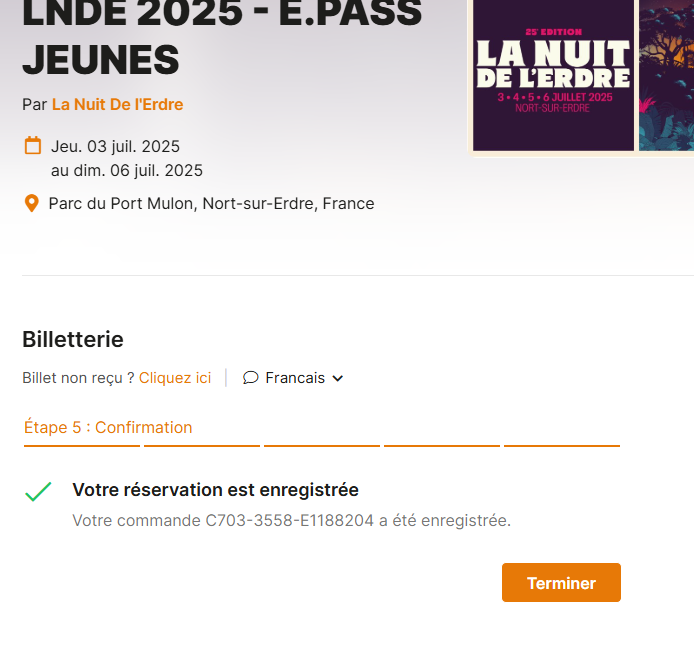 LNDE 2025 - E.PASS
JEUNES
Par La Nuit De l'Erdre
Jeu. 03 juil. 2025
au dim. 06 juil. 2025
Parc du Port Mulon, Nort-sur-Erdre, France
25E EDITION
LA NUIT
DE L'ERDRE
3 • 4 • 5 • 6 JUILLET 2025
NORT-SUR-ERDRE
Billetterie
Billet non reçu ? Cliquez ici
Francais
Étape 5 : Confirmation
Votre réservation est enregistrée
Votre commande C703-3558-E1188204 a été enregistrée.
Terminer